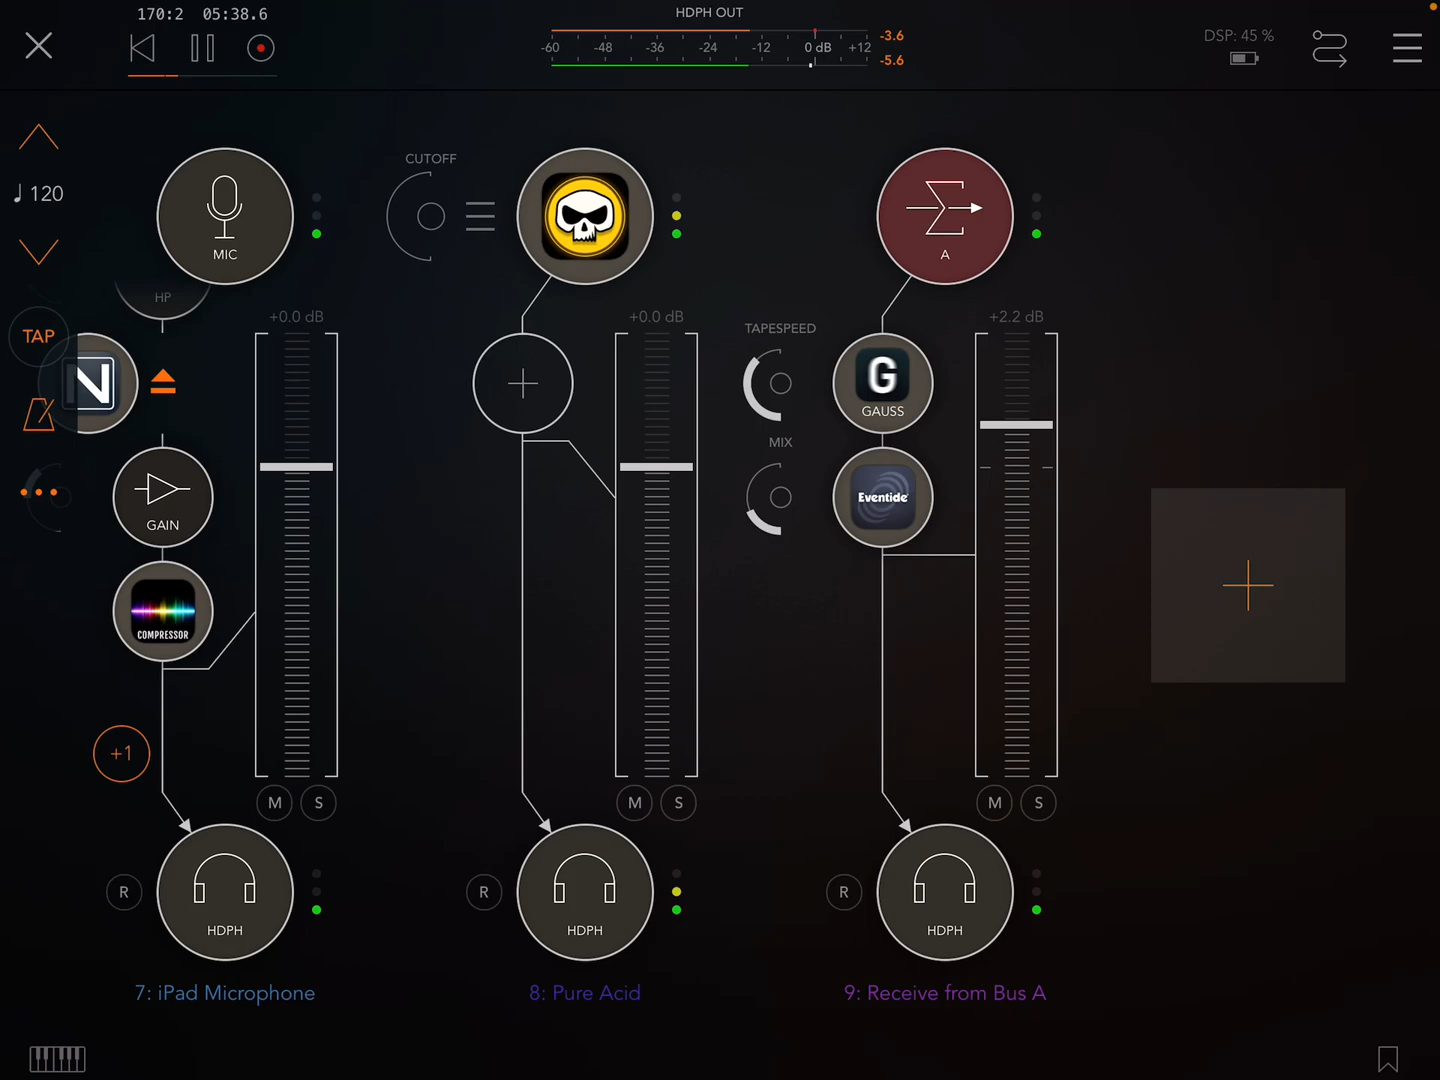 170:2 05:38.6
HDPH OUT
-60 -48 -36 -24 -12 0 dB +12
-3.6
-5.6
DSP: 45 %
120
TAP
MIC
HP
+0.0 dB
N
GAIN
COMPRESSOR
+1
M S
R
HDPH
7: iPad Microphone
CUTOFF
+0.0 dB
M S
R
HDPH
8: Pure Acid
A
TAPESPEED
+2.2 dB
G
GAUSS
MIX
Eventide
M S
R
HDPH
9: Receive from Bus A